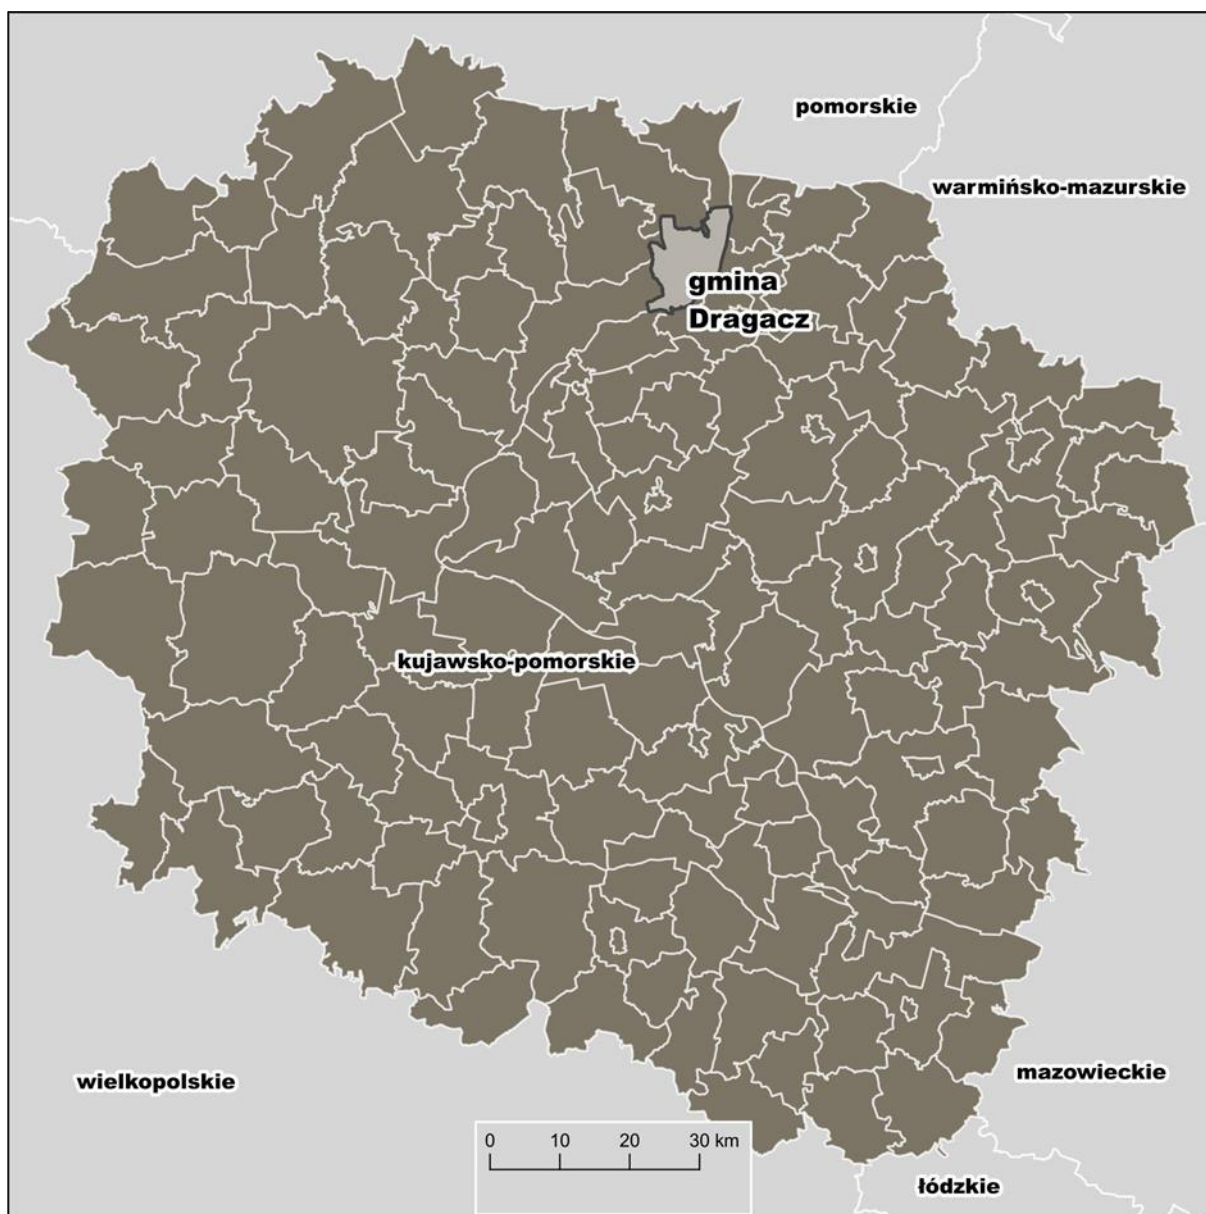 pomorskie
warmińsko-mazurskie
gmina
Dragacz
kujawsko-pomorskie
wielkopolskie
mazowieckie
0 10 20 30 km
łódzkie